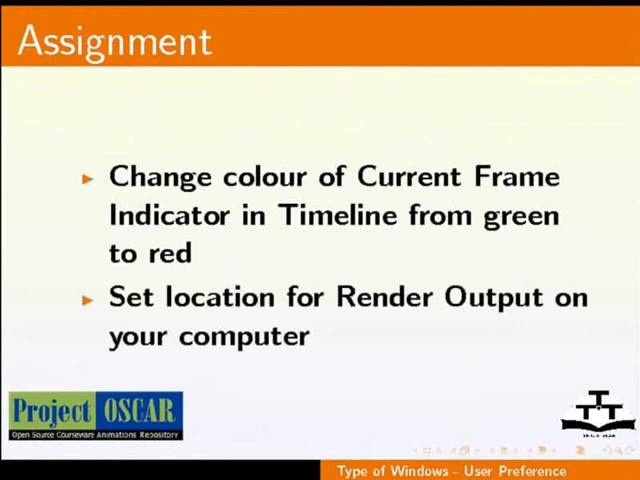 Assignment
Change colour of Current Frame
Indicator in Timeline from green
to red
Set location for Render Output on
your computer
Project OSCAR
Open Source Courseware Animations Repository
Type of Windows - User Preference